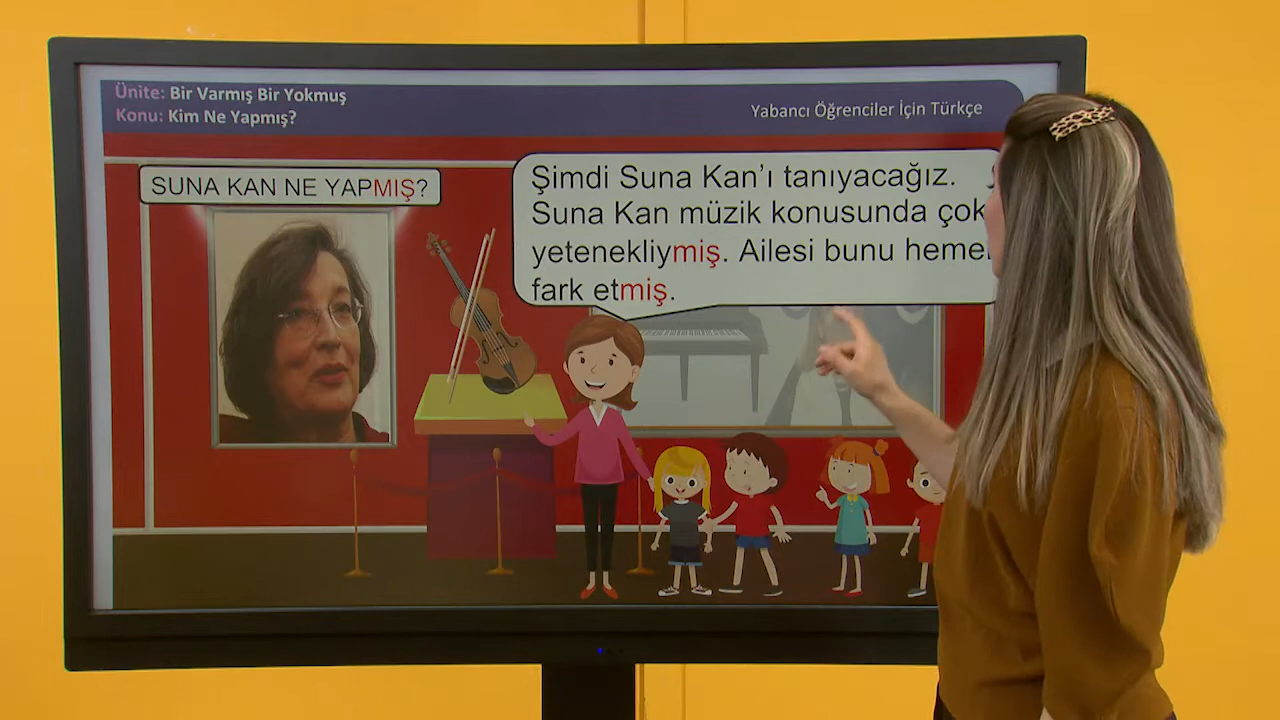 Ünite: Bir Varmış Bir Yokmuş
Konu: Kim Ne Yapmış?
Yabancı Öğrenciler İçin Türkçe
SUNA KAN NE YAPMIŞ?
Şimdi Suna Kan’ı tanıyacağız.
Suna Kan müzik konusunda çok
yetenekliymiş. Ailesi bunu
fark etmiş.